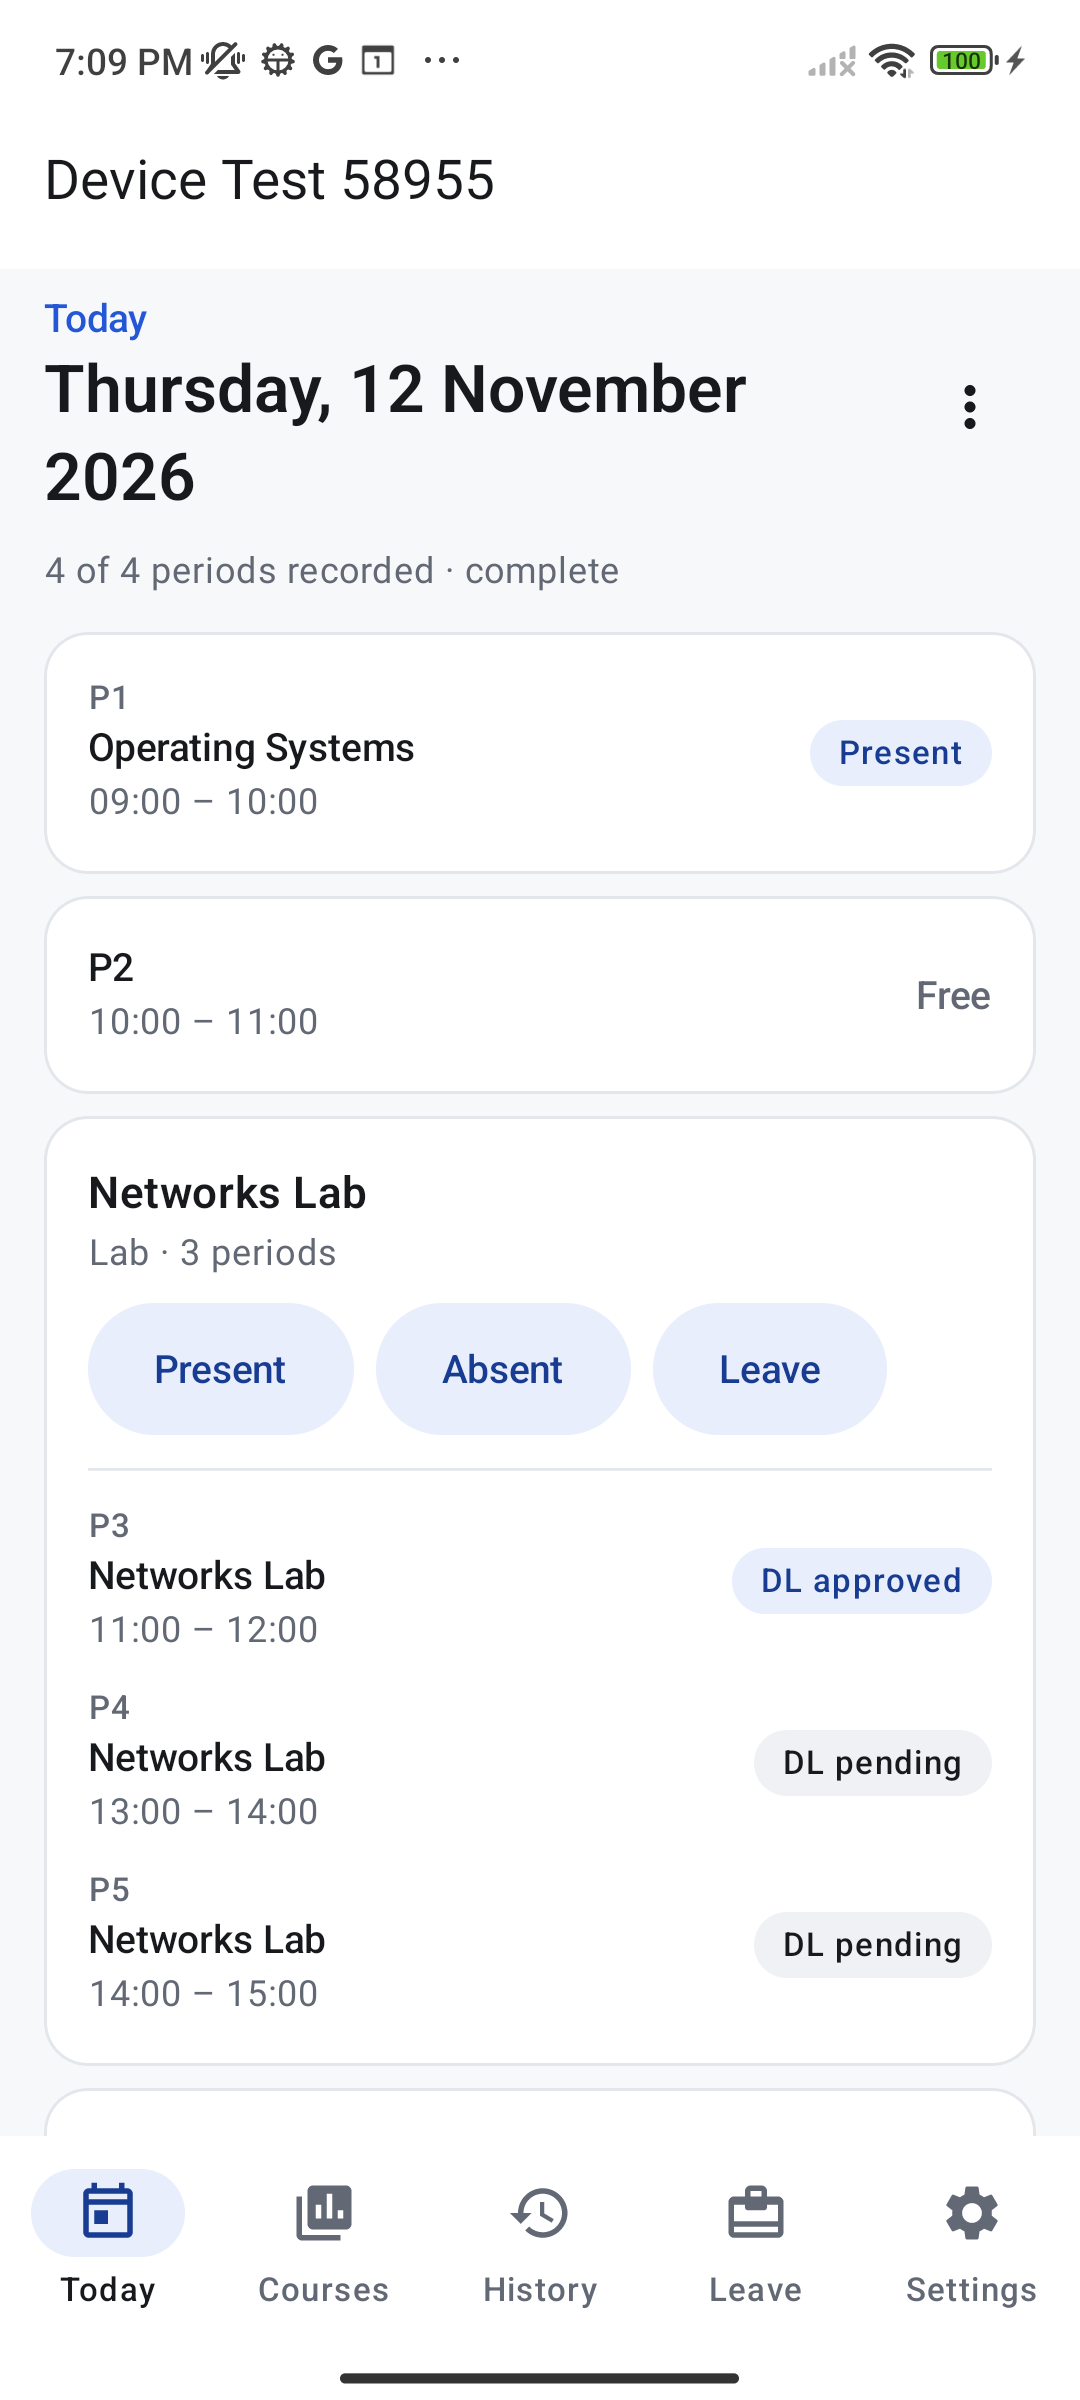 7:09 PM
100
Device Test 58955
Today
Thursday, 12 November
2026
4 of 4 periods recorded · complete
P1
Operating Systems
09:00 – 10:00
Present
P2
10:00 – 11:00
Free
Networks Lab
Lab · 3 periods
Present Absent Leave
P3
Networks Lab
11:00 – 12:00
DL approved
P4
Networks Lab
13:00 – 14:00
DL pending
P5
Networks Lab
14:00 – 15:00
DL pending
Today Courses History Leave Settings